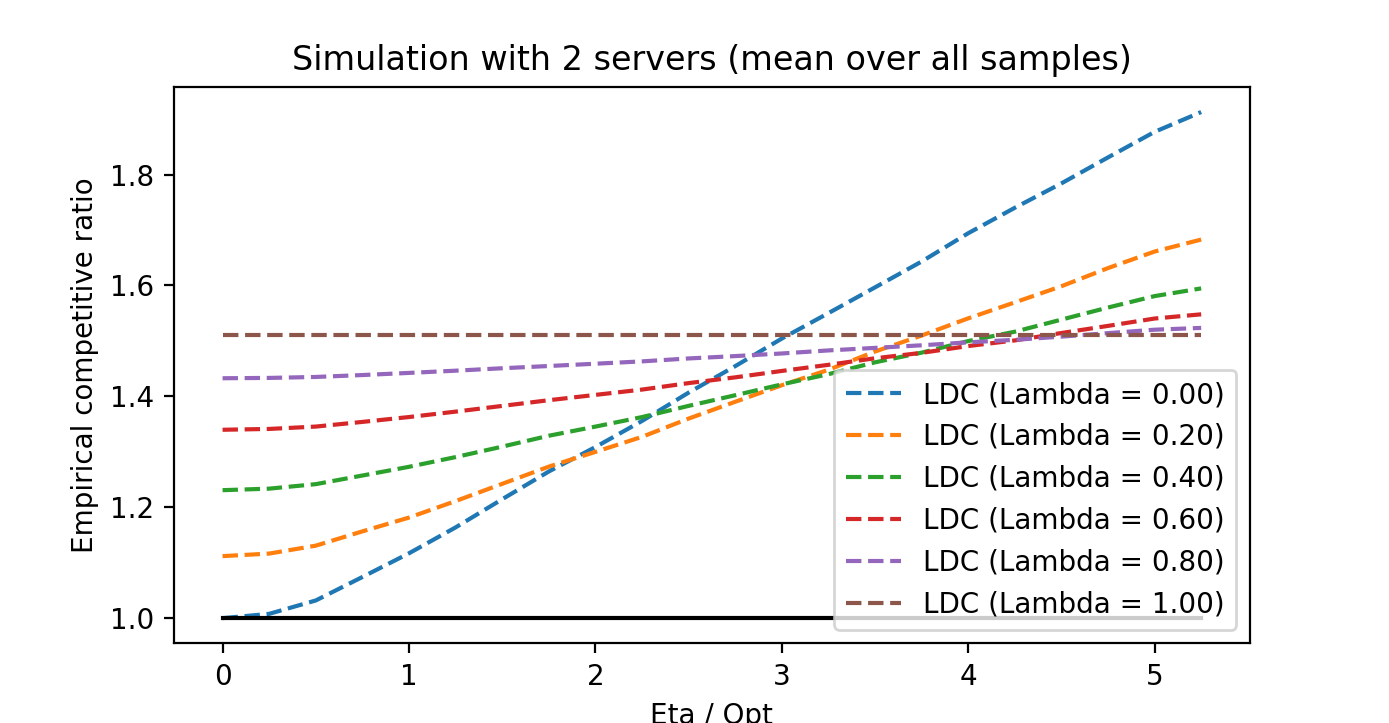 Simulation with 2 servers (mean over all samples)
Empirical competitive ratio
1.8
1.6
1.4
1.2
1.0
0 1 2 3 4 5
Eta / Opt
LDC (Lambda = 0.00)
LDC (Lambda = 0.20)
LDC (Lambda = 0.40)
LDC (Lambda = 0.60)
LDC (Lambda = 0.80)
LDC (Lambda = 1.00)